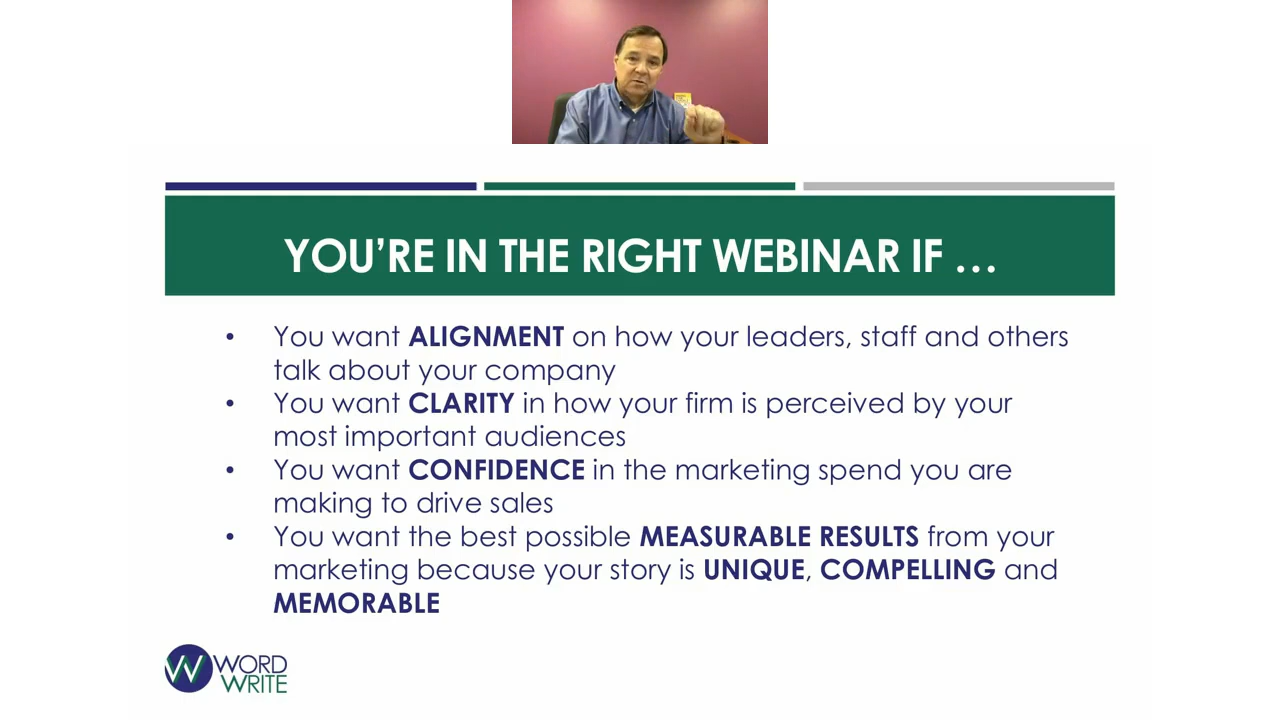 YOU’RE IN THE RIGHT WEBINAR IF …
• You want ALIGNMENT on how your leaders, staff and others
talk about your company
• You want CLARITY in how your firm is perceived by your
most important audiences
• You want CONFIDENCE in the marketing spend you are
making to drive sales
• You want the best possible MEASURABLE RESULTS from your
marketing because your story is UNIQUE, COMPELLING and
MEMORABLE
W WORD
WRITE